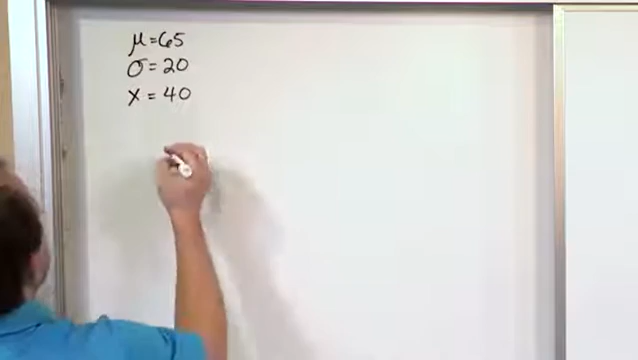 μ = 65
σ = 20
x = 40